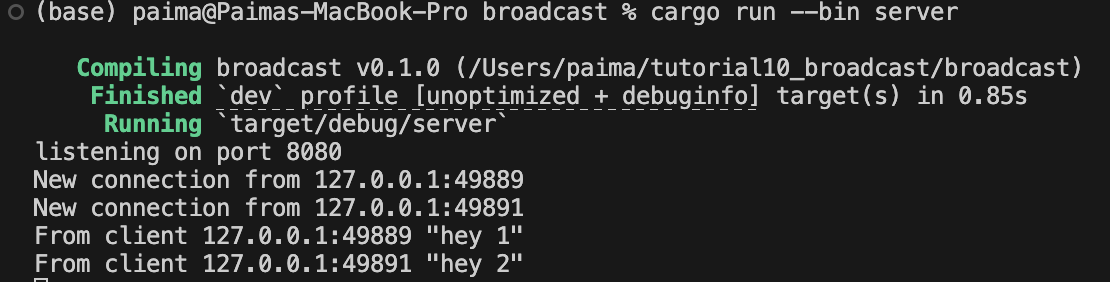 (base) paima@Paimas-MacBook-Pro broadcast % cargo run --bin server
Compiling broadcast v0.1.0 (/Users/paima/tutorial10_broadcast/broadcast)
Finished `dev` profile [unoptimized + debuginfo] target(s) in 0.85s
Running `target/debug/server`
listening on port 8080
New connection from 127.0.0.1:49889
New connection from 127.0.0.1:49891
From client 127.0.0.1:49889 "hey 1"
From client 127.0.0.1:49891 "hey 2"